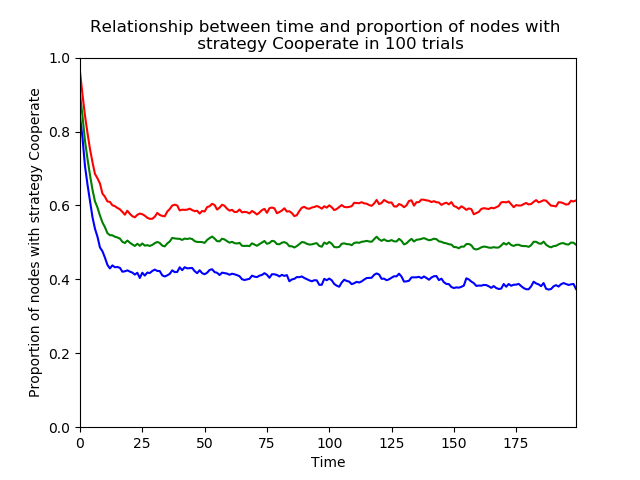 Relationship between time and proportion of nodes with
strategy Cooperate in 100 trials
1.0
0.8
0.6
0.4
0.2
0.0
Proportion of nodes with strategy Cooperate
0 25 50 75 100 125 150 175
Time